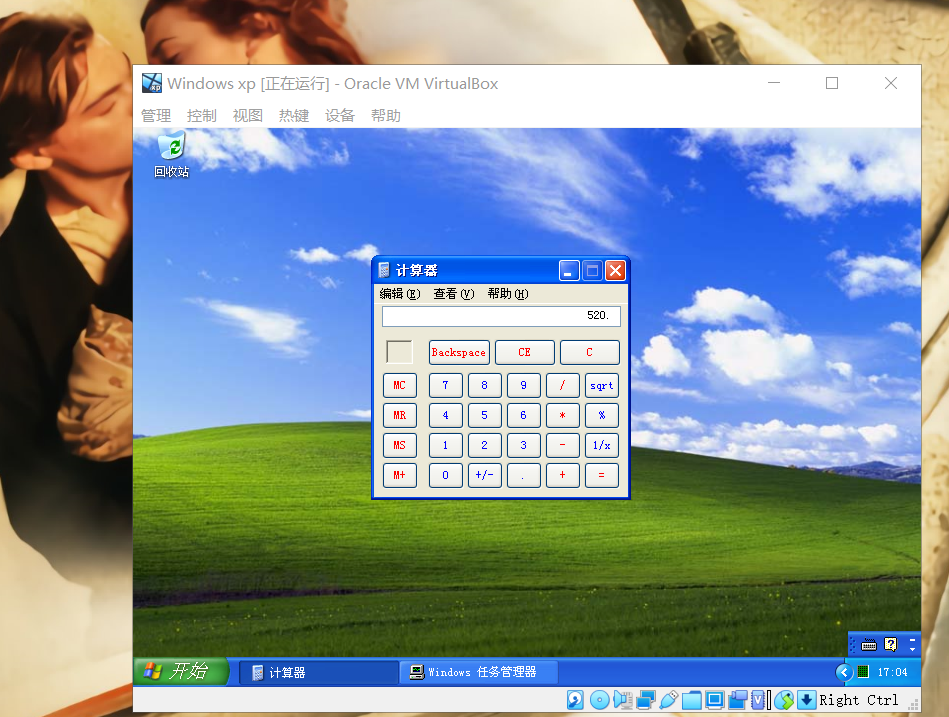 Windows xp [正在运行] - Oracle VM VirtualBox
管理 控制 视图 热键 设备 帮助
回收站
计算器
编辑(E) 查看(V) 帮助(H)
520.
Backspace CE C
MC 7 8 9 / sqrt
MR 4 5 6 * %
MS 1 2 3 - 1/x
M+ 0 +/- . + =
开始 计算器 Windows 任务管理器 17:04
Right Ctrl